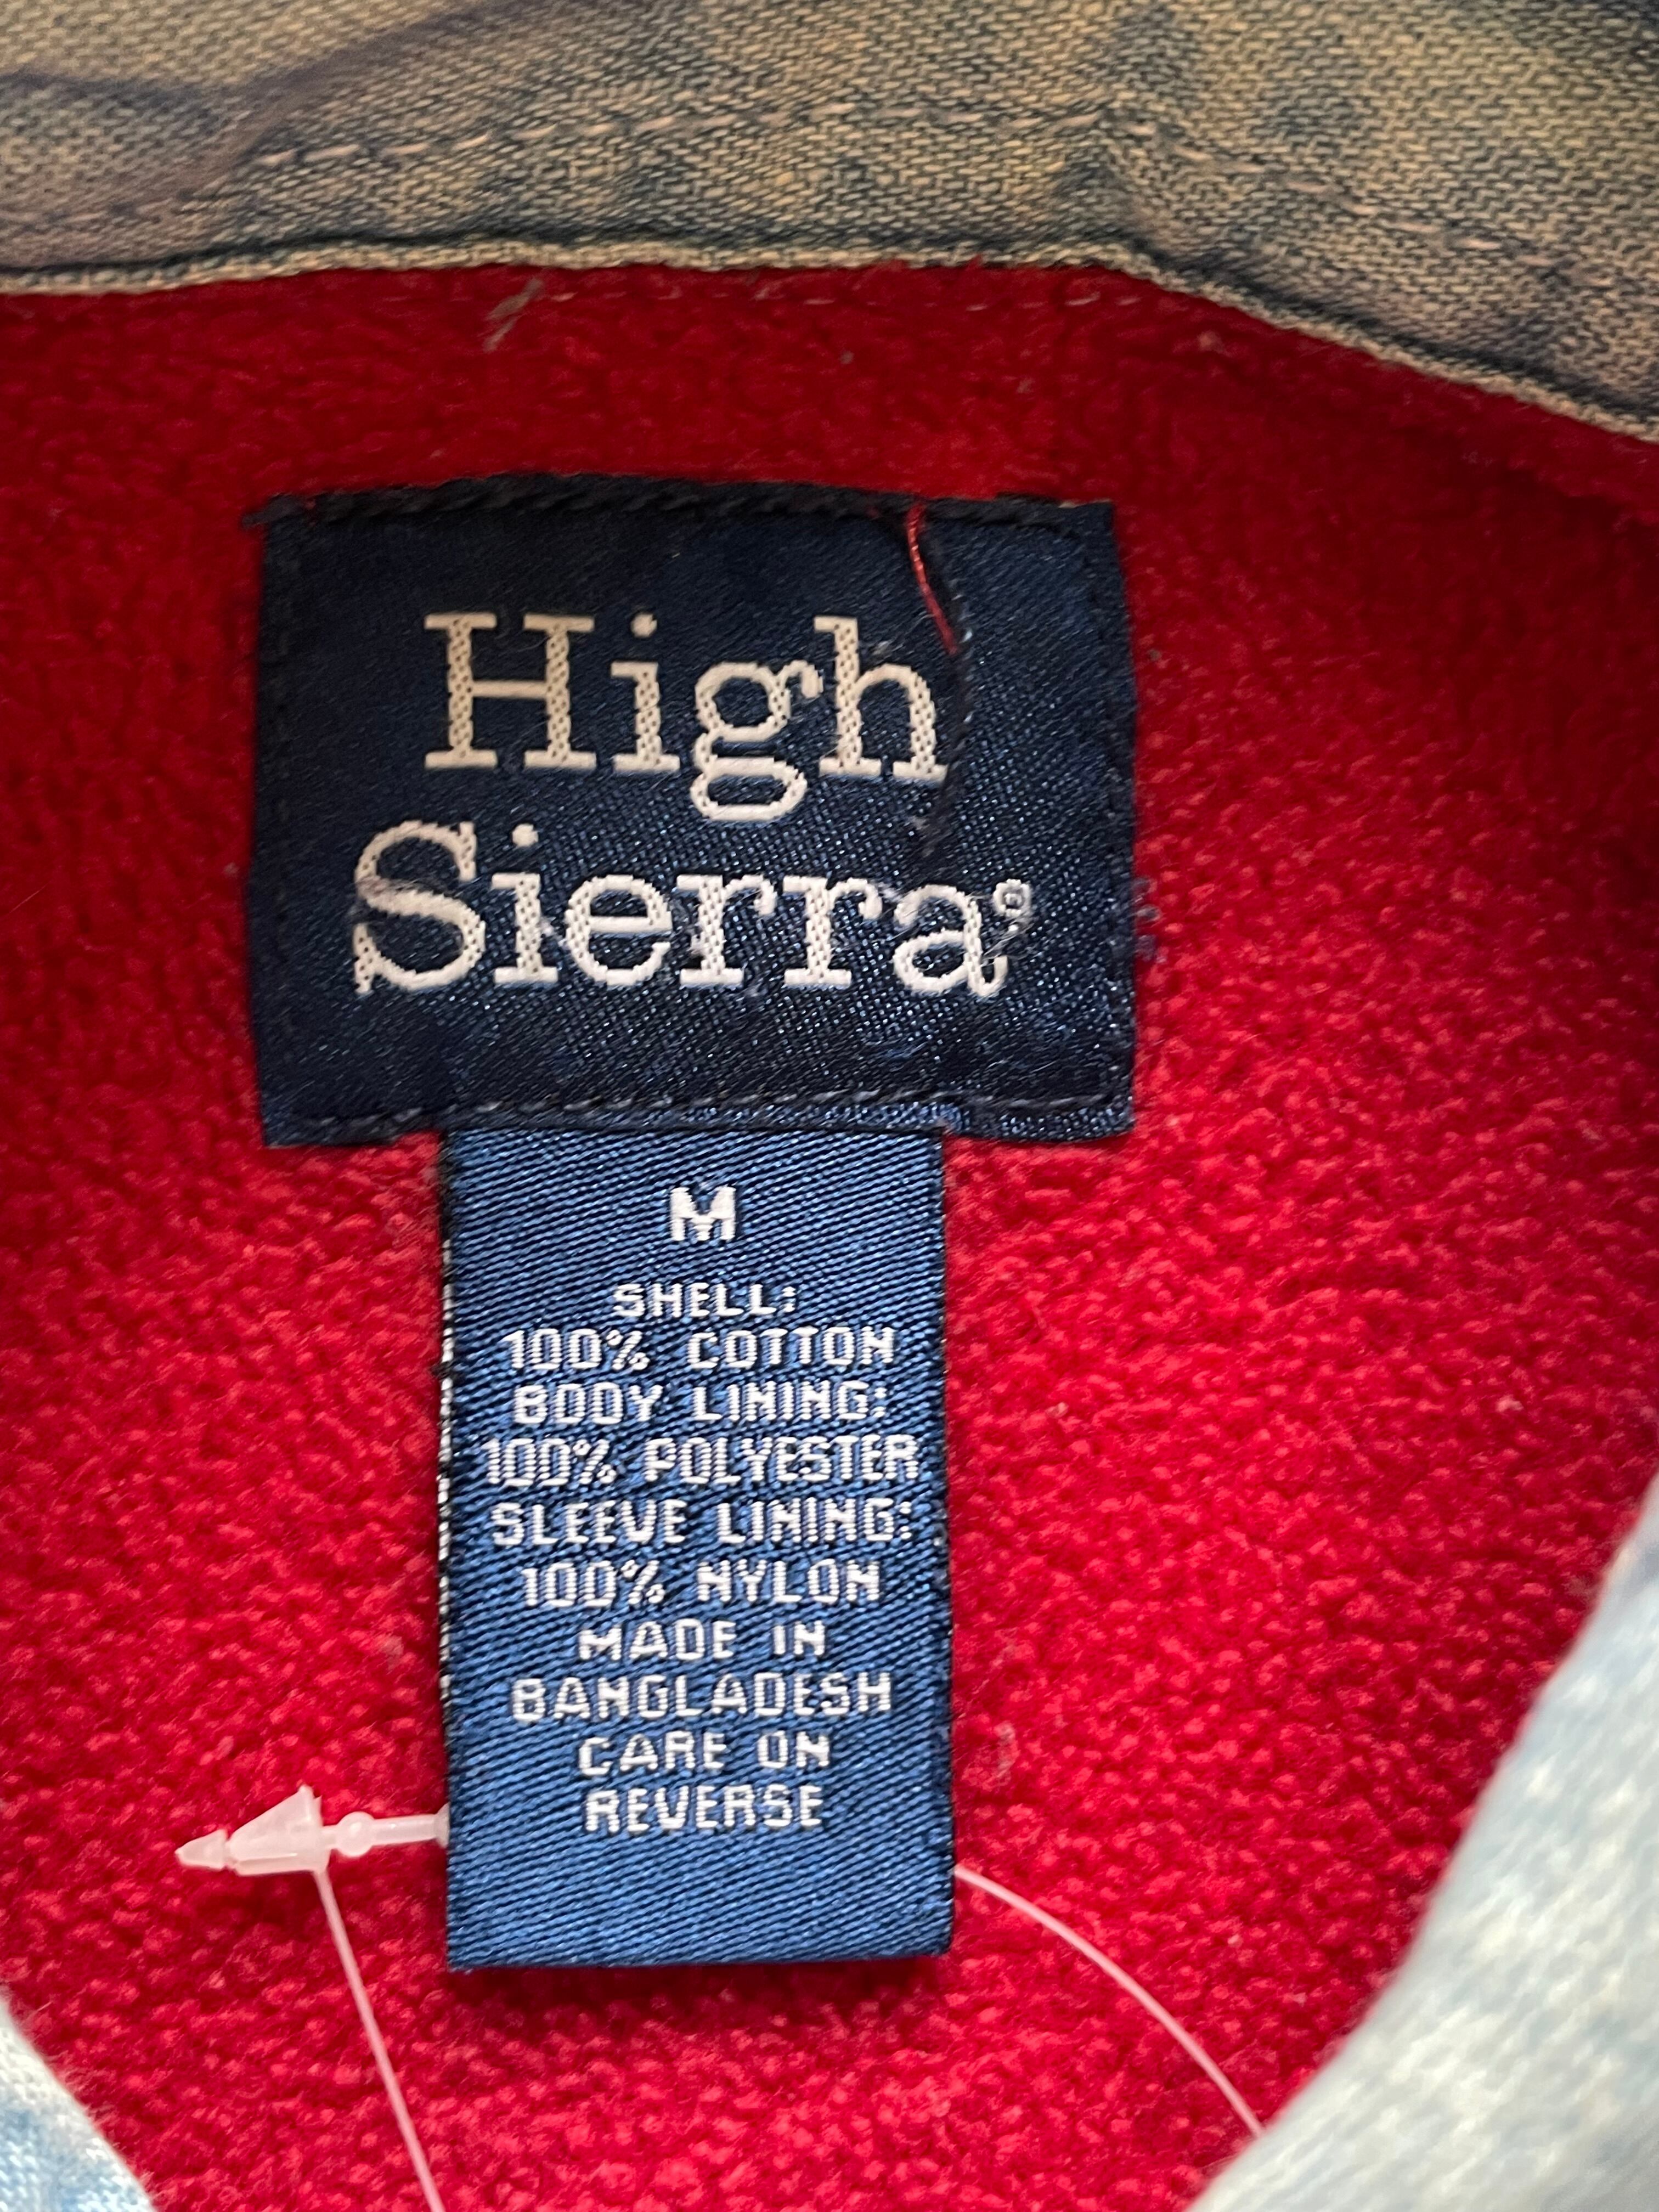 High
Sierra®
M
SHELL:
100% COTTON
BODY LINING:
100% POLYESTER
SLEEVE LINING:
100% NYLON
MADE IN
BANGLADESH
CARE ON
REVERSE